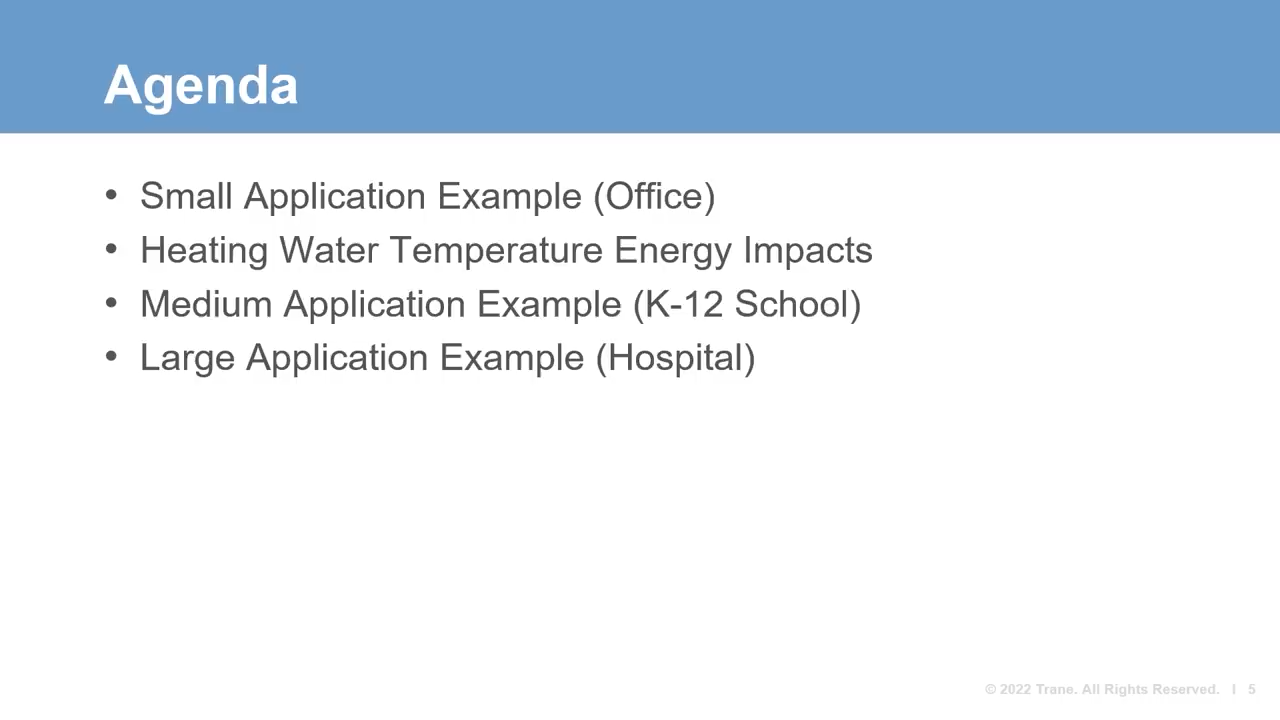 Agenda
• Small Application Example (Office)
• Heating Water Temperature Energy Impacts
• Medium Application Example (K-12 School)
• Large Application Example (Hospital)
© 2022 Trane. All Rights Reserved. I 5